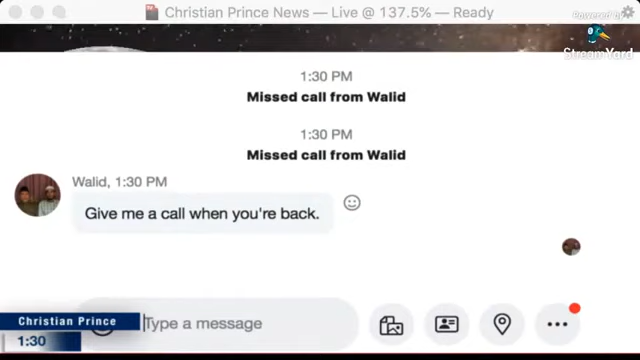 Christian Prince News — Live @ 137.5% — Ready
Powered by
StreamYard
1:30 PM
Missed call from Walid
1:30 PM
Missed call from Walid
Walid, 1:30 PM
Give me a call when you're back.
Christian Prince
Type a message
1:30